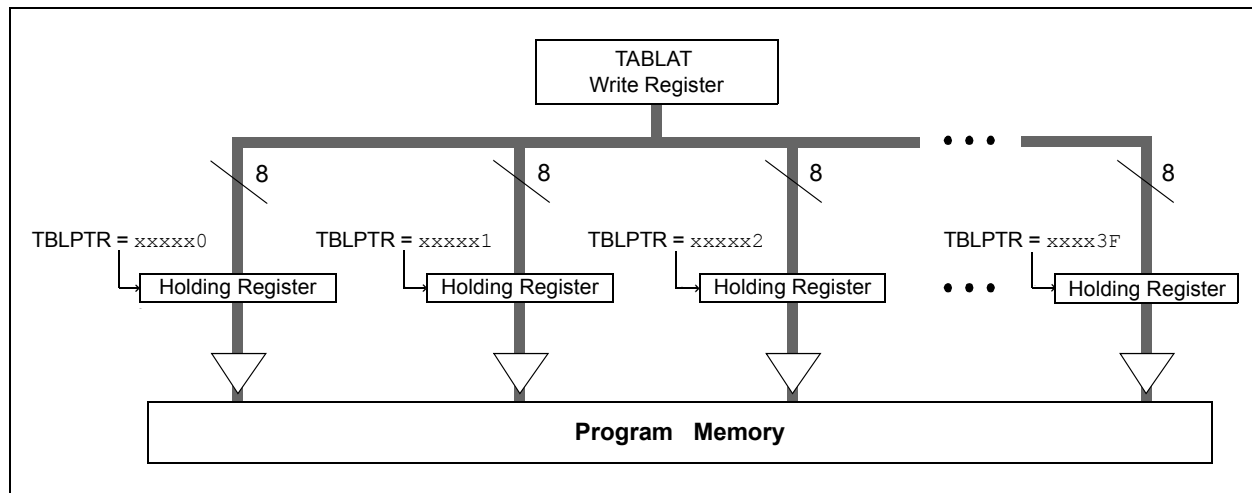 TABLAT
Write Register
8 8 8 8
TBLPTR = xxxxx0 TBLPTR = xxxxx1 TBLPTR = xxxxx2 TBLPTR = xxxx3F
Holding Register Holding Register Holding Register Holding Register
Program Memory